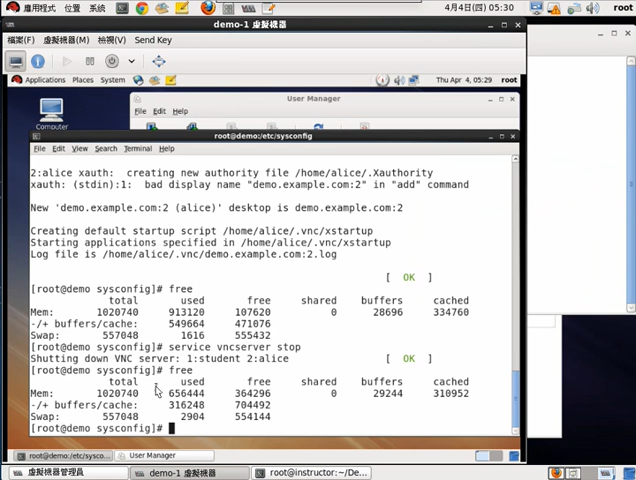 應用程式 位置 系統 4月4日(四) 05:30 root
demo-1 虛擬機器
檔案(F) 虛擬機器(M) 檢視(V) Send Key
Applications Places System Thu Apr 4, 05:29 root
Computer
User Manager
File Edit Help
root@demo:/etc/sysconfig
File Edit View Search Terminal Help
2:alice xauth: creating new authority file /home/alice/.Xauthority
xauth: (stdin):1: bad display name "demo.example.com:2" in "add" command
New 'demo.example.com:2 (alice)' desktop is demo.example.com:2
Creating default startup script /home/alice/.vnc/xstartup
Starting applications specified in /home/alice/.vnc/xstartup
Log file is /home/alice/.vnc/demo.example.com:2.log
[ OK ]
[root@demo sysconfig]# free
total used free shared buffers cached
Mem: 1020740 913120 107620 0 28696 334760
-/+ buffers/cache: 549664 471076
Swap: 557048 1616 555432
[root@demo sysconfig]# service vncserver stop
Shutting down VNC server: 1:student 2:alice [ OK ]
[root@demo sysconfig]# free
total used free shared buffers cached
Mem: 1020740 656444 364296 0 29244 310952
-/+ buffers/cache: 316248 704492
Swap: 557048 2904 554144
[root@demo sysconfig]#
root@demo:/etc/sysco... User Manager
虛擬機器管理員 demo-1 虛擬機器 root@instructor:~/De...